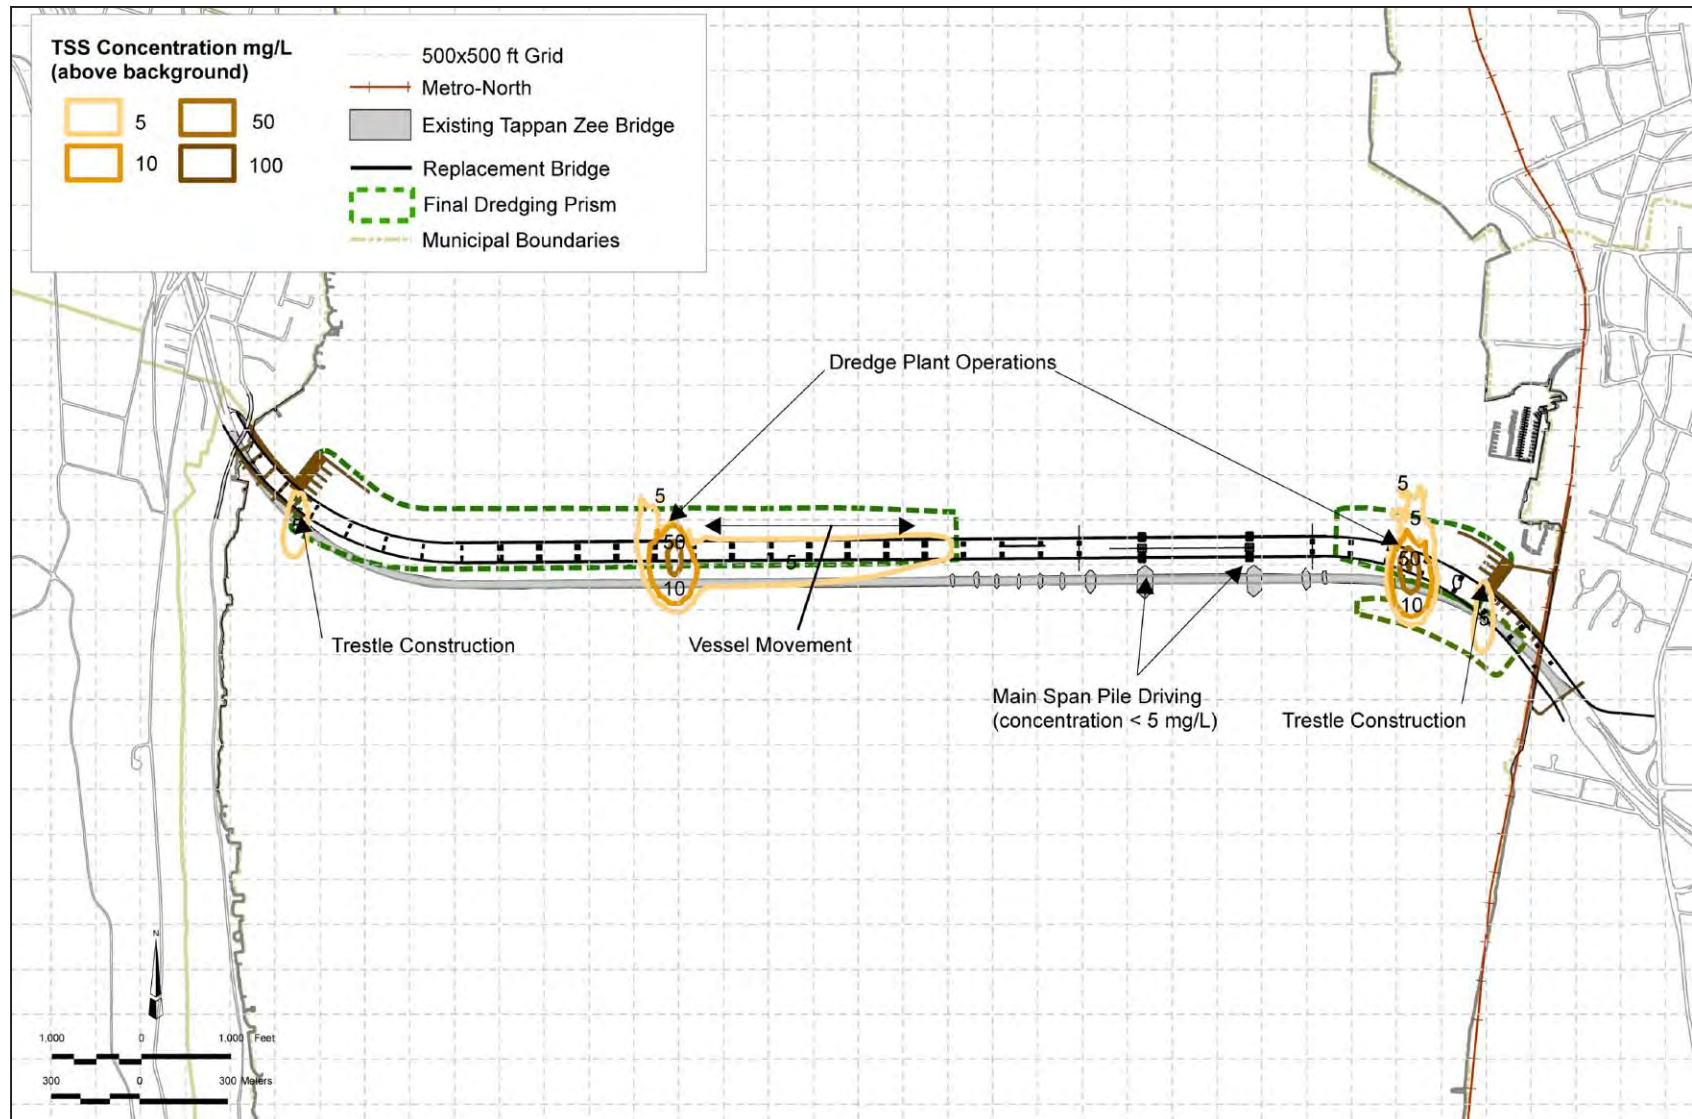 TSS Concentration mg/L
(above background)
5
50
10
100
500x500 ft Grid
Metro-North
Existing Tappan Zee Bridge
Replacement Bridge
Final Dredging Prism
Municipal Boundaries
Dredge Plant Operations
5
5
5
50
5
50
10
10
5
Trestle Construction
Vessel Movement
Main Span Pile Driving
(concentration < 5 mg/L)
Trestle Construction
N
1,000 0 1,000 Feet
300 0 300 Meters